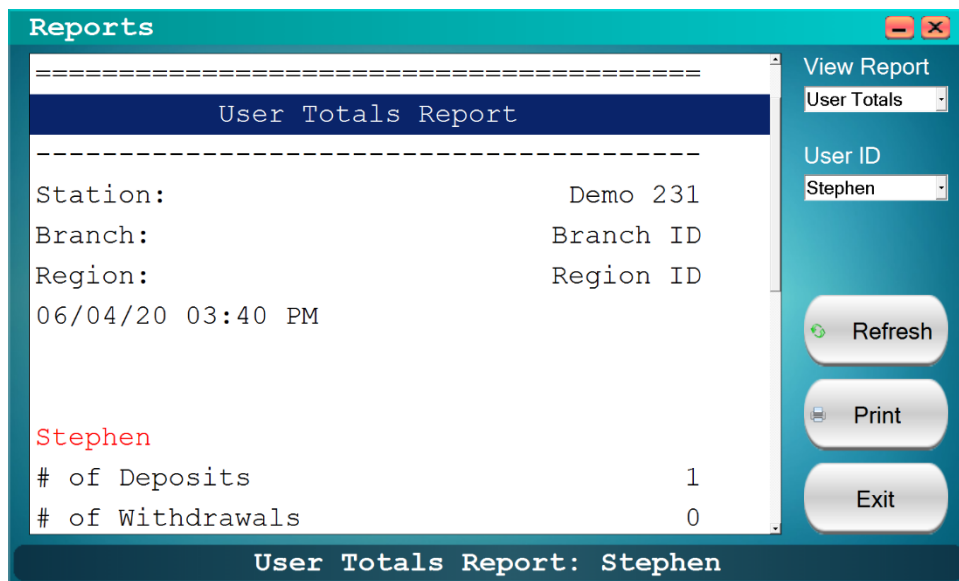 Reports
========================================
User Totals Report
----------------------------------------
Station: Demo 231
Branch: Branch ID
Region: Region ID
06/04/20 03:40 PM
Stephen
# of Deposits 1
# of Withdrawals 0
View Report
User Totals
User ID
Stephen
Refresh
Print
Exit
User Totals Report: Stephen